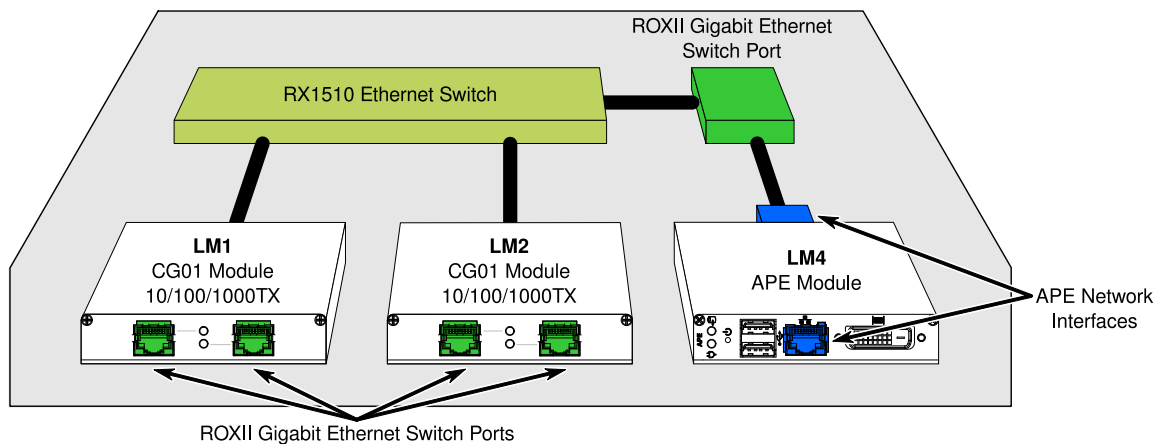 ROXII Gigabit Ethernet
Switch Port
RX1510 Ethernet Switch
LM1
CG01 Module
10/100/1000TX
LM2
CG01 Module
10/100/1000TX
LM4
APE Module
APE
APE Network
Interfaces
ROXII Gigabit Ethernet Switch Ports